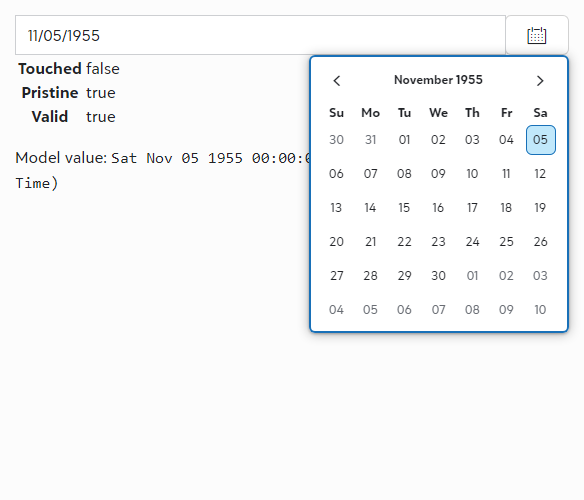 11/05/1955
Touched false
Pristine true
Valid true
Model value: Sat Nov 05 1955 00:00:
Time)
November 1955
Su Mo Tu We Th Fr Sa
30 31 01 02 03 04 05
06 07 08 09 10 11 12
13 14 15 16 17 18 19
20 21 22 23 24 25 26
27 28 29 30 01 02 03
04 05 06 07 08 09 10